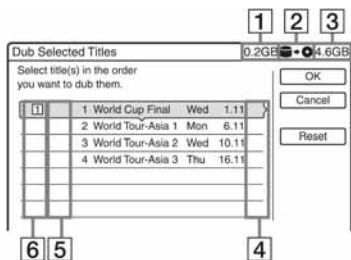 1 2 3
Dub Selected Titles 0.2GB 4.6GB
Select title(s) in the order
you want to dub them.
OK
Cancel
Reset
1 1 World Cup Final Wed 1.11
2 World Tour-Asia 1 Mon 6.11
3 World Tour-Asia 2 Wed 10.11
4 World Tour-Asia 3 Thu 16.11
6 5 4